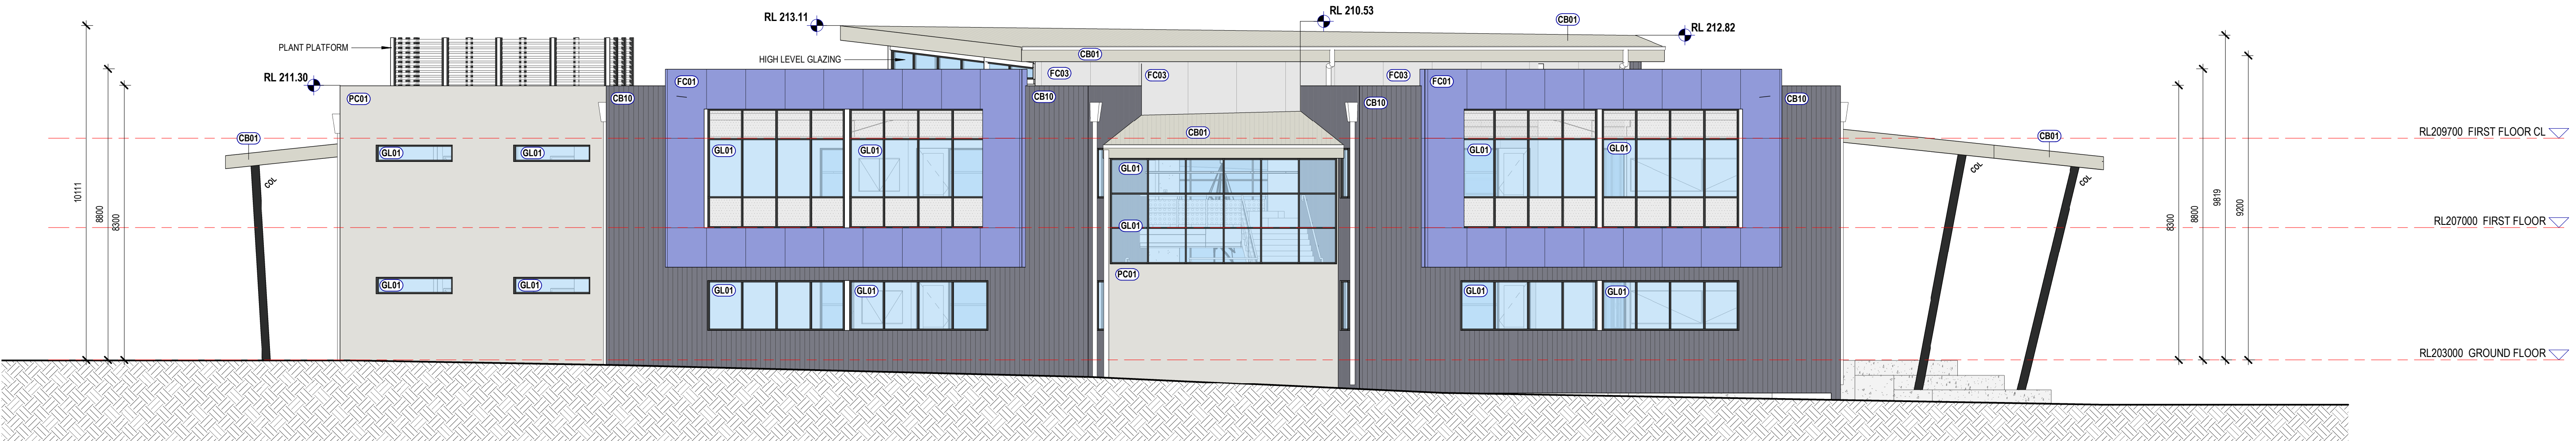 RL 213.11
RL 210.53
CB01
RL 212.82
PLANT PLATFORM
HIGH LEVEL GLAZING
CB01
RL 211.30
FC01
FC03
FC03
FC03
FC01
PC01
CB10
CB10
CB10
CB10
CB01
CB01
CB01
RL209700 FIRST FLOOR CL
GL01
GL01
GL01
GL01
GL01
GL01
GL01
COL
COL
COL
10111
8800
8300
8300
8800
9819
9200
GL01
RL207000 FIRST FLOOR
PC01
GL01
GL01
GL01
GL01
GL01
GL01
RL203000 GROUND FLOOR